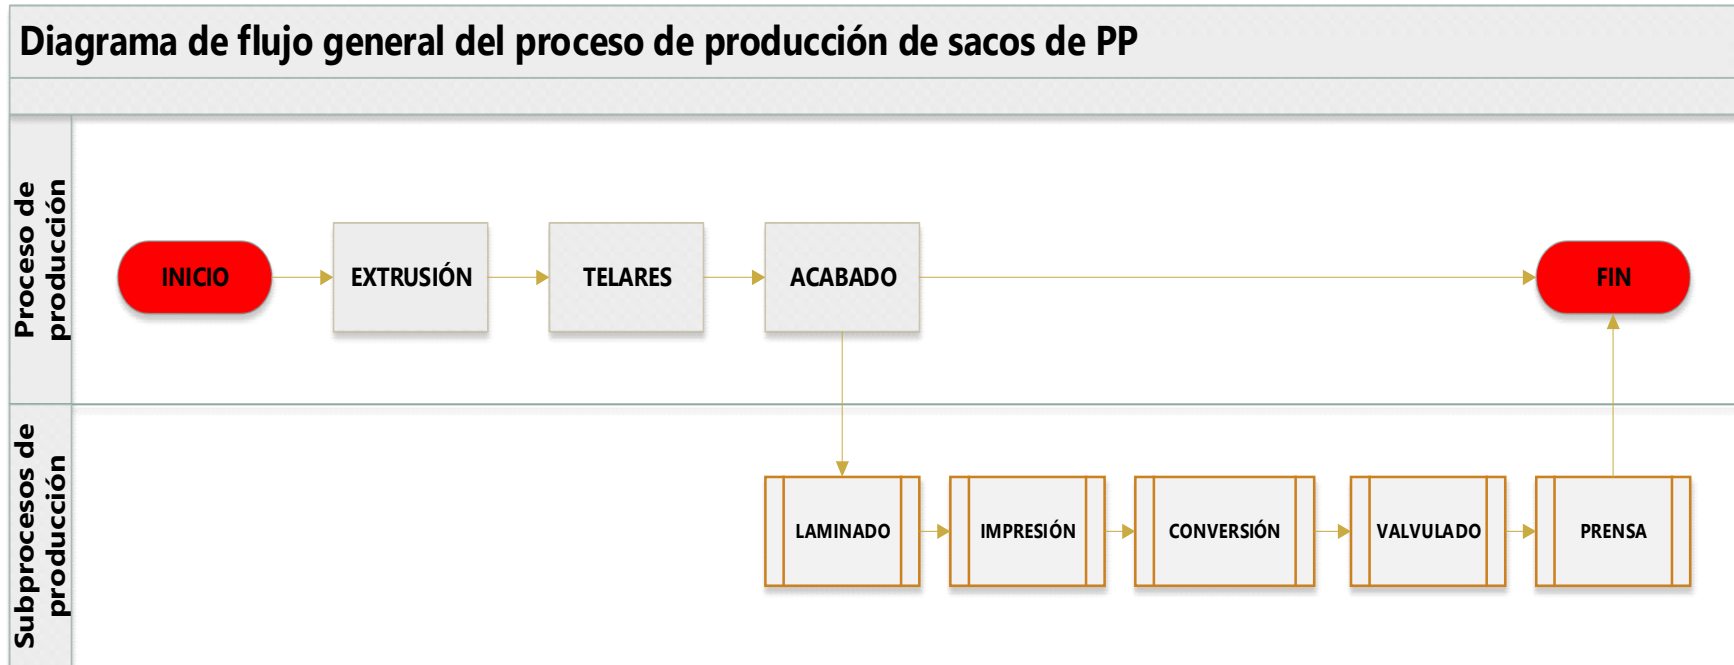 Diagrama de flujo general del proceso de producción de sacos de PP
Proceso de
producción
INICIO
EXTRUSIÓN
TELARES
ACABADO
FIN
Subprocesos de
producción
LAMINADO
IMPRESIÓN
CONVERSIÓN
VALVULADO
PRENSA